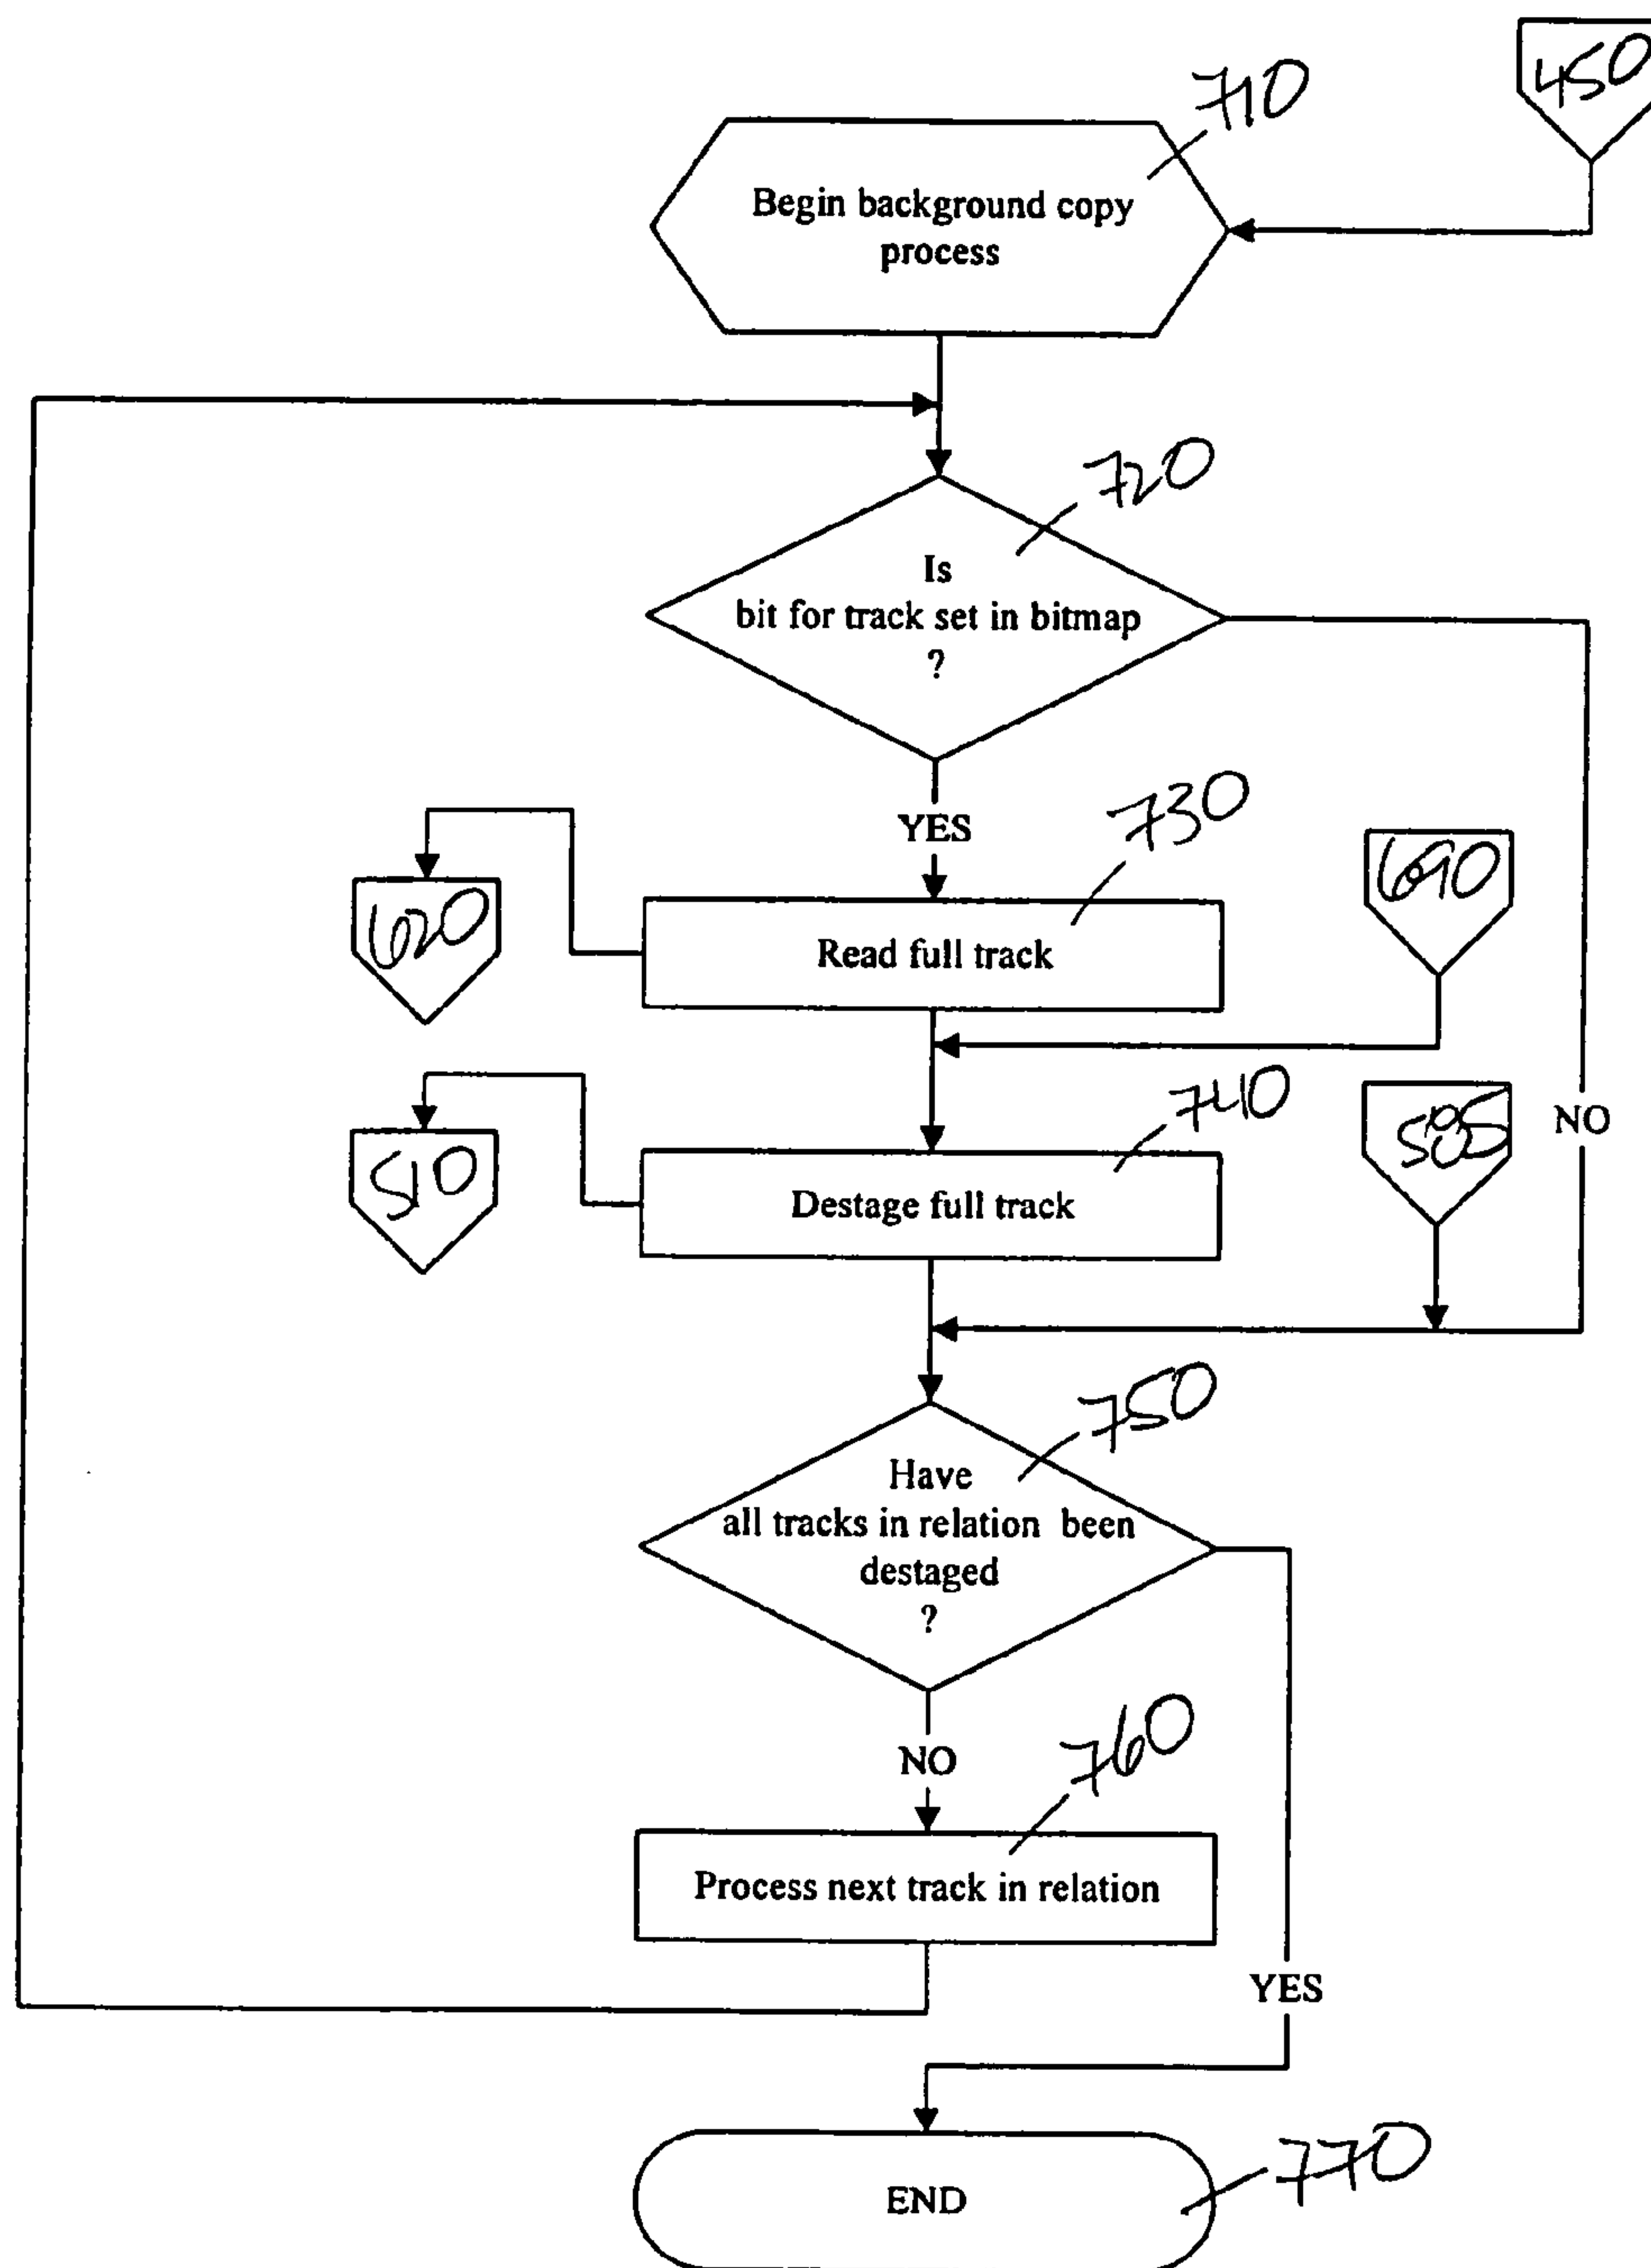 450
710
Begin background copy
process
720
Is
bit for track set in bitmap
?
YES
730
690
620
Read full track
740
NO
510
Destage full track
750
Have
all tracks in relation been
destaged
?
NO
760
Process next track in relation
YES
770
END